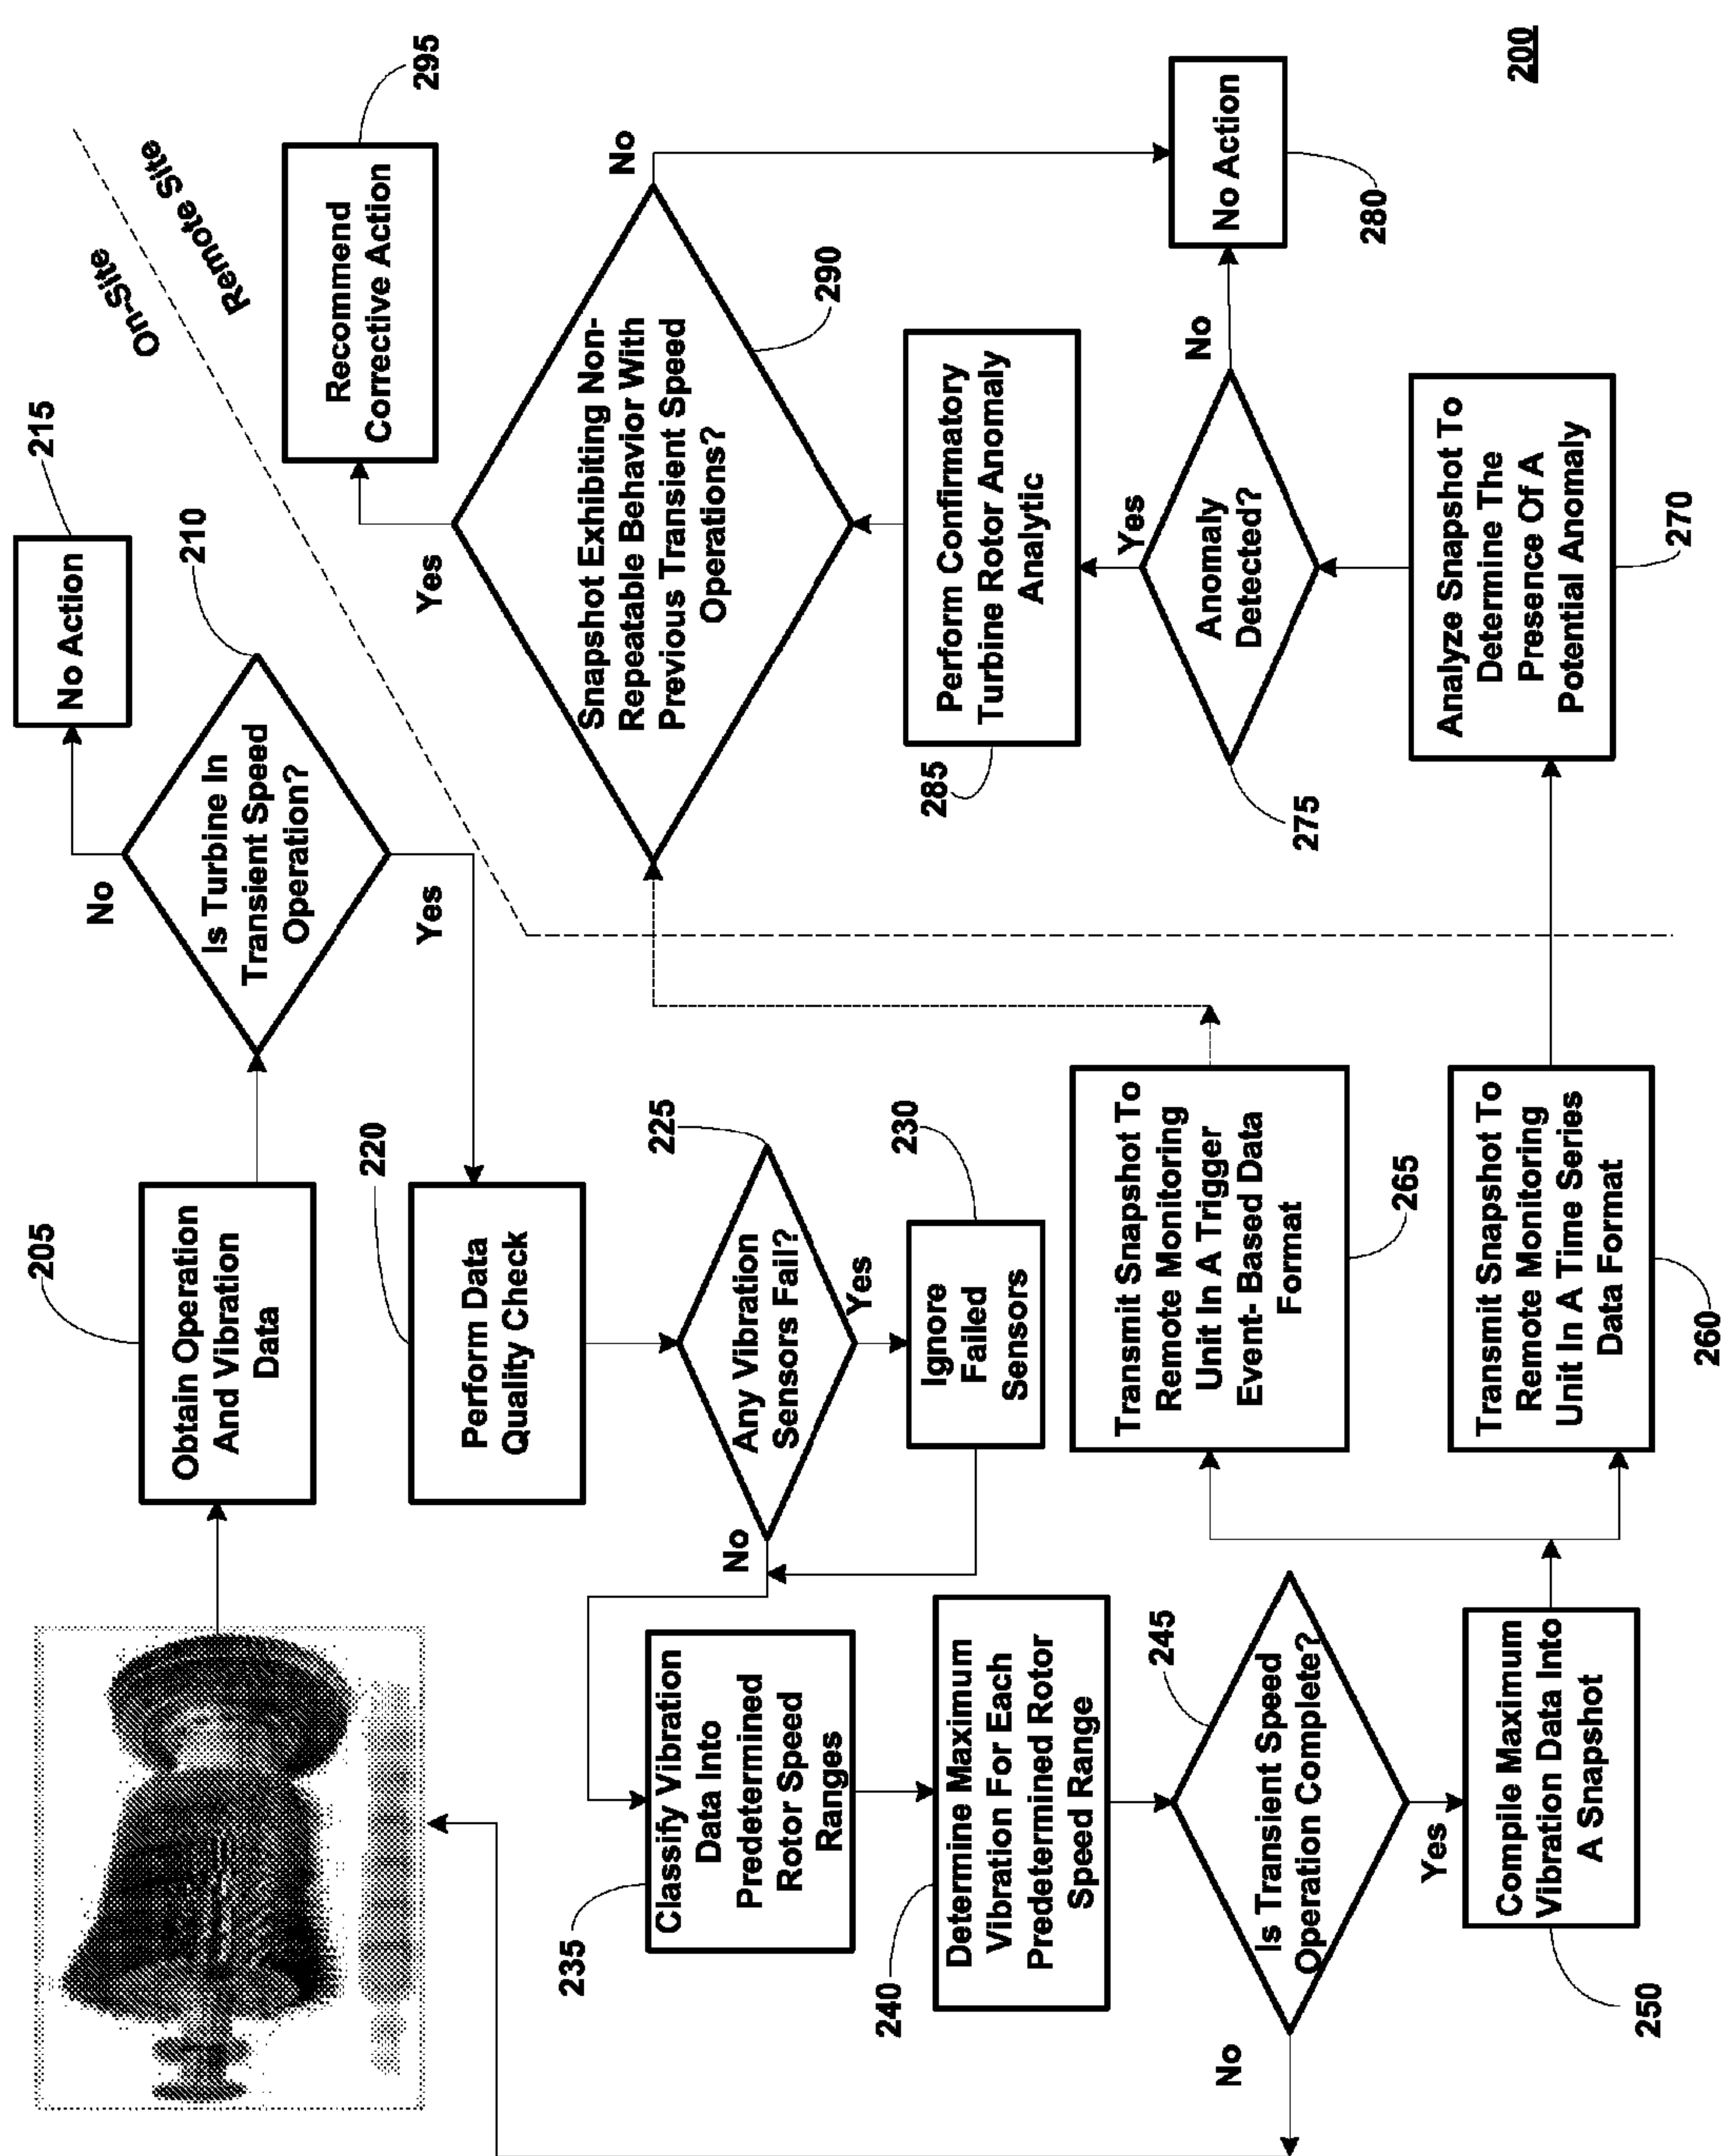 205
Obtain Operation
And Vibration
Data
210
Is Turbine In
Transient Speed
Operation?
No
Yes
215
No Action
On-Site
Remote Site
220
Perform Data
Quality Check
225
Any Vibration
Sensors Fail?
No
Yes
230
Ignore
Failed
Sensors
235
Classify Vibration
Data Into
Predetermined
Rotor Speed
Ranges
240
Determine Maximum
Vibration For Each
Predetermined Rotor
Speed Range
245
Is Transient Speed
Operation Complete?
No
Yes
250
Compile Maximum
Vibration Data Into
A Snapshot
Transmit Snapshot To
Remote Monitoring
Unit In A Trigger
Event- Based Data
Format
265
Transmit Snapshot To
Remote Monitoring
Unit In A Time Series
Data Format
260
Analyze Snapshot To
Determine The
Presence Of A
Potential Anomaly
270
Anomaly
Detected?
275
Yes
No
No Action
280
Perform Confirmatory
Turbine Rotor Anomaly
Analytic
285
Snapshot Exhibiting Non-
Repeatable Behavior With
Previous Transient Speed
Operations?
290
Yes
No
Recommend
Corrective Action
295
200